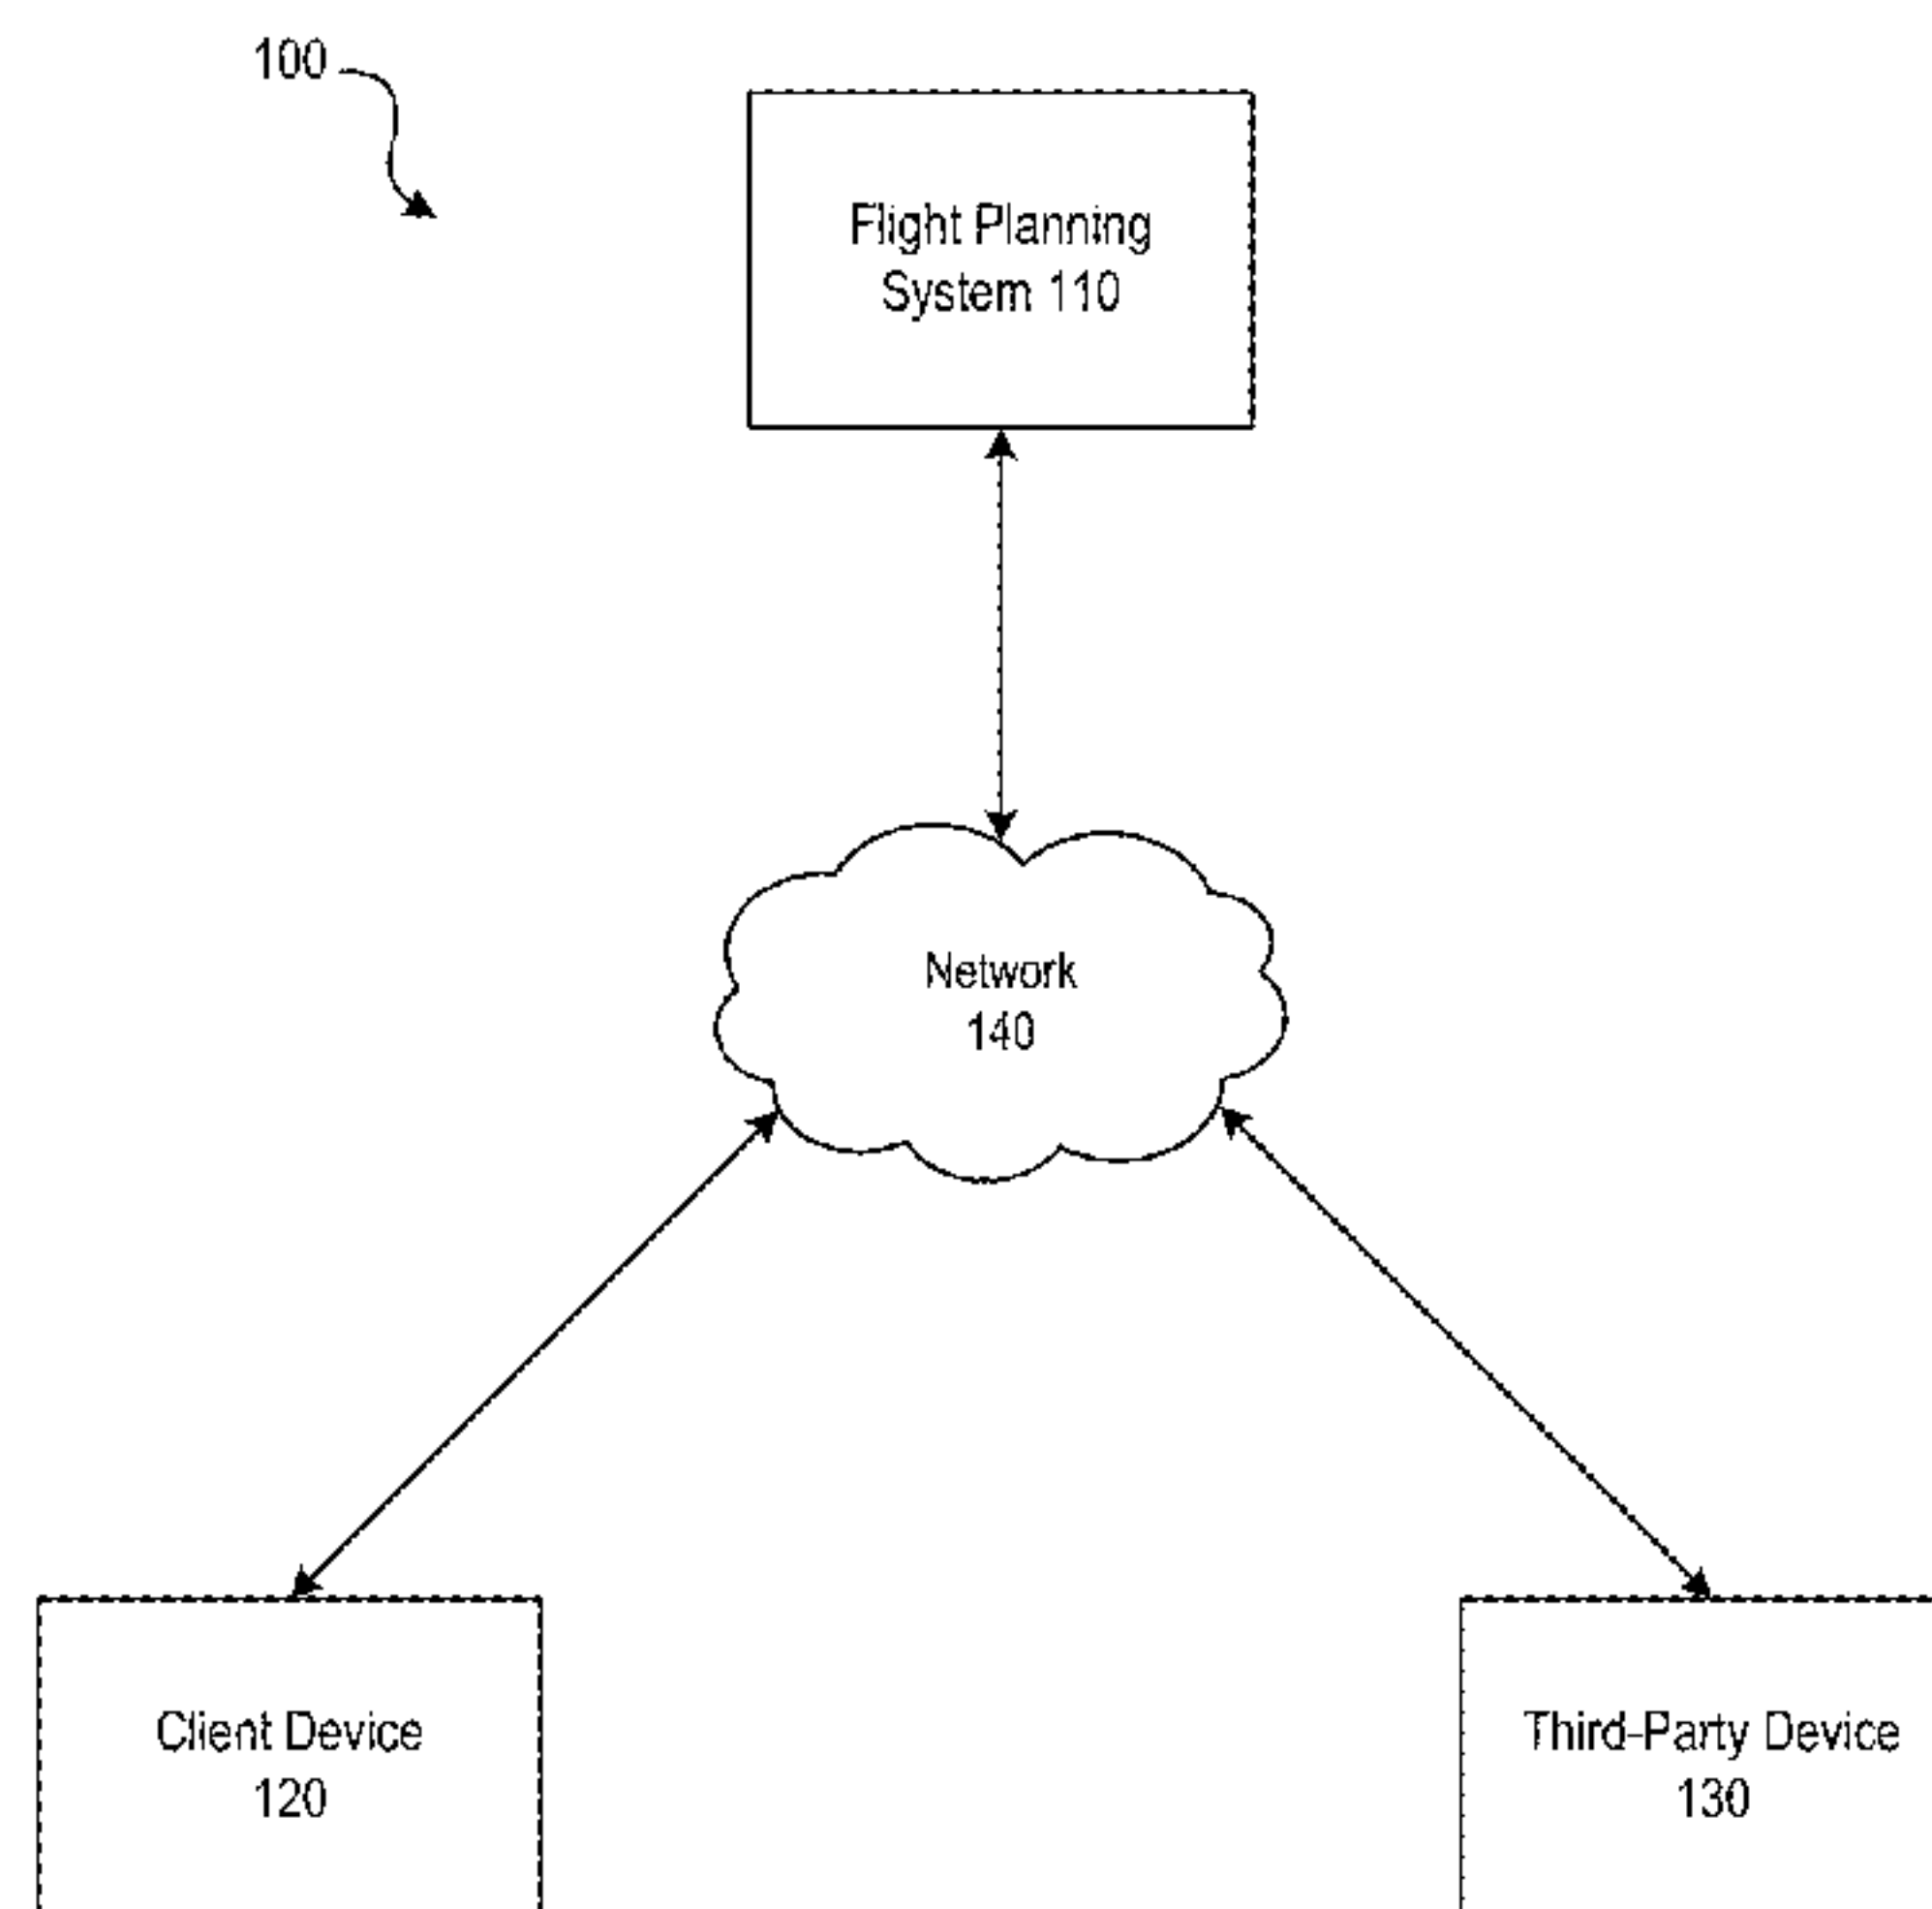 100
Flight Planning
System 110
Network
140
Client Device
120
Third-Party Device
130